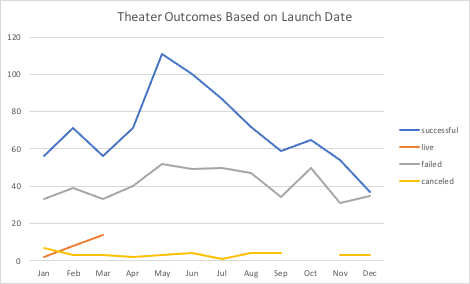 Theater Outcomes Based on Launch Date
120
100
80
60
40
20
0
Jan Feb Mar Apr May Jun Jul Aug Sep Oct Nov Dec
successful
live
failed
canceled